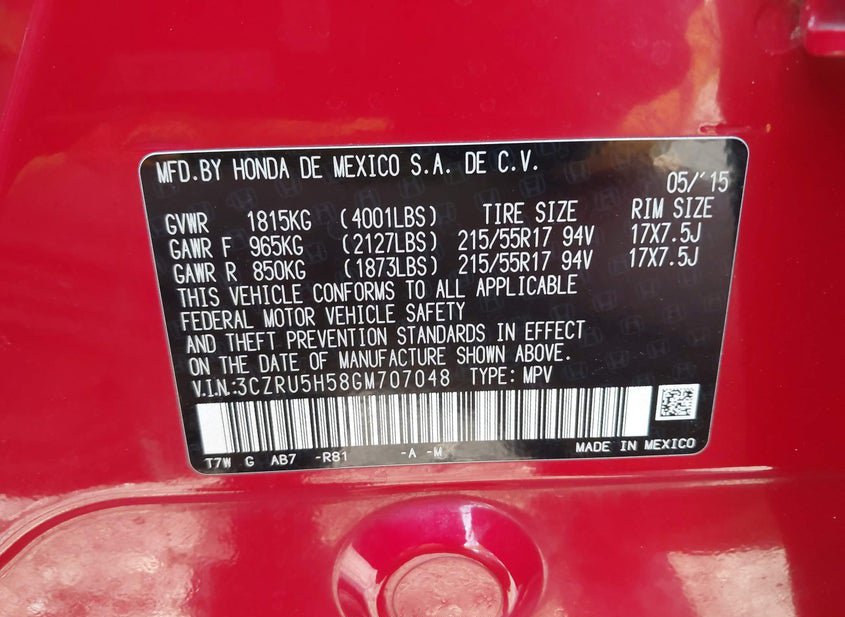 MFD.BY HONDA DE MEXICO S.A. DE C.V.
05/'15
GVWR 1815KG (4001LBS) TIRE SIZE RIM SIZE
GAWR F 965KG (2127LBS) 215/55R17 94V 17X7.5J
GAWR R 850KG (1873LBS) 215/55R17 94V 17X7.5J
THIS VEHICLE CONFORMS TO ALL APPLICABLE
FEDERAL MOTOR VEHICLE SAFETY
AND THEFT PREVENTION STANDARDS IN EFFECT
ON THE DATE OF MANUFACTURE SHOWN ABOVE.
V.I.N.:3CZRU5H58GM707048 TYPE: MPV
T7W G AB7 -R81 -A -M MADE IN MEXICO